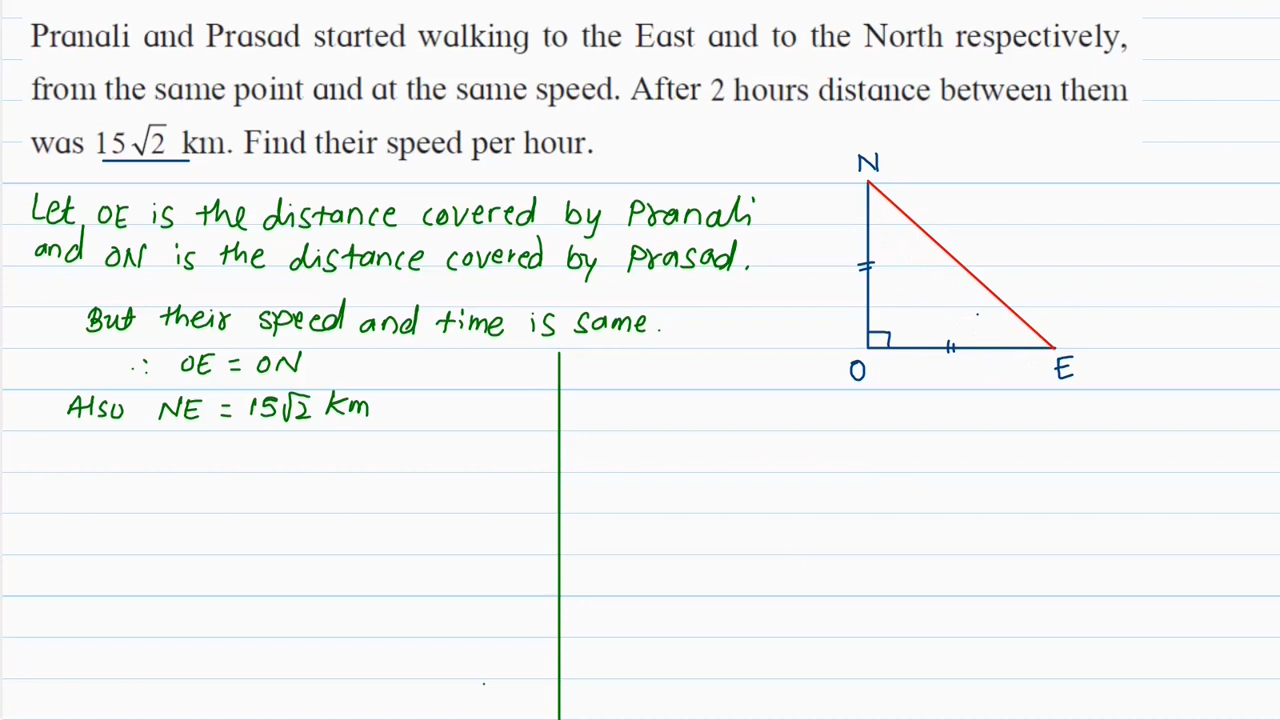 Pranali and Prasad started walking to the East and to the North respectively,
from the same point and at the same speed. After 2 hours distance between them
was 15√2 km. Find their speed per hour.
Let OE is the distance covered by Pranali
and ON is the distance covered by Prasad.
But their speed and time is same.
∴ OE = ON
Also NE = 15√2 km
N
O
E